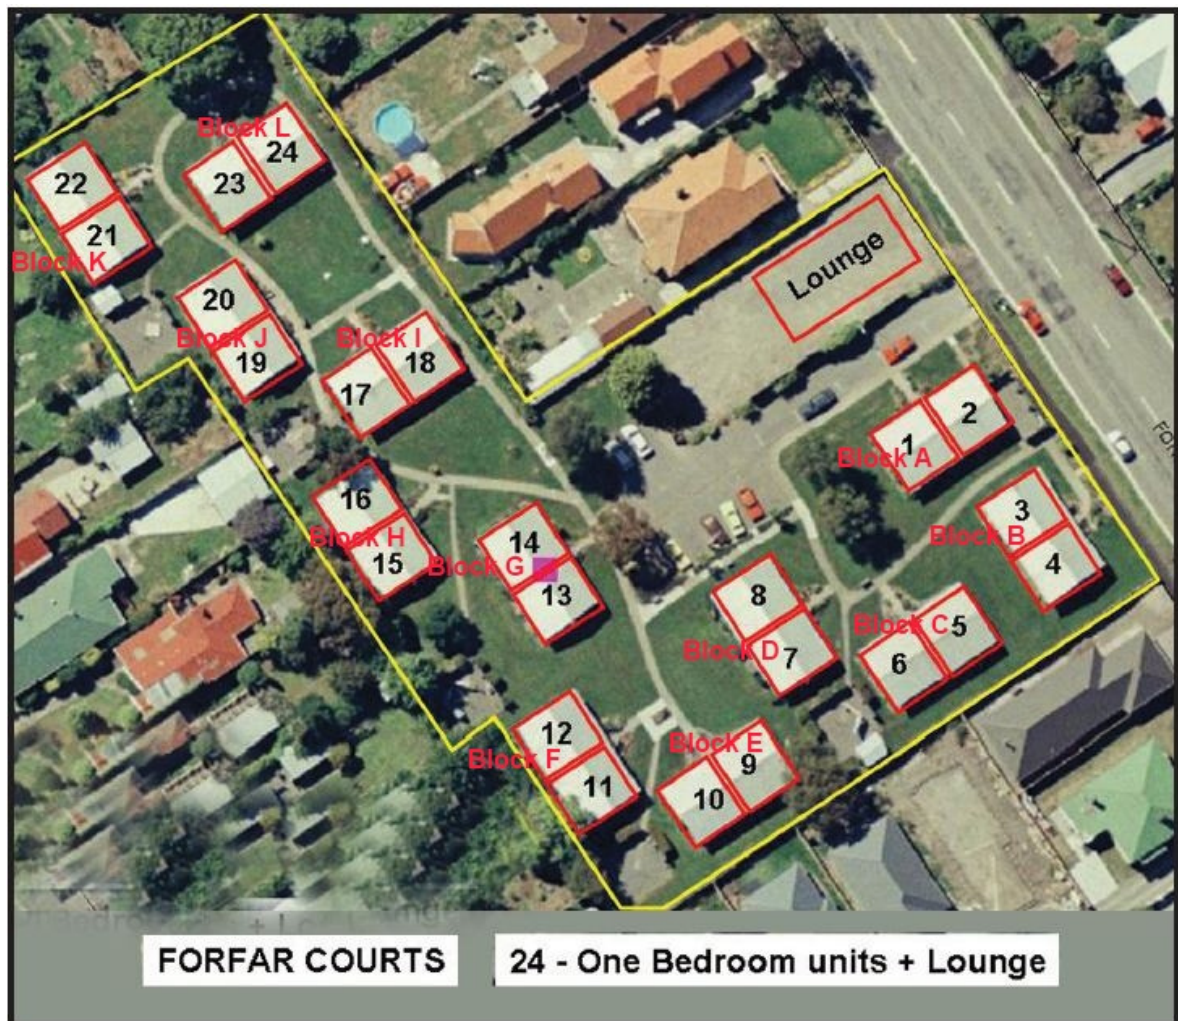 Block L
24
23
22
21
Block K
20
Block J
19
Block I
18
17
Lounge
2
1
Block A
3
Block B
4
16
Block H
15
14
Block G
13
8
Block D
7
Block C
5
6
12
Block F
11
Block E
9
10
FORFAR COURTS
24 - One Bedroom units + Lounge